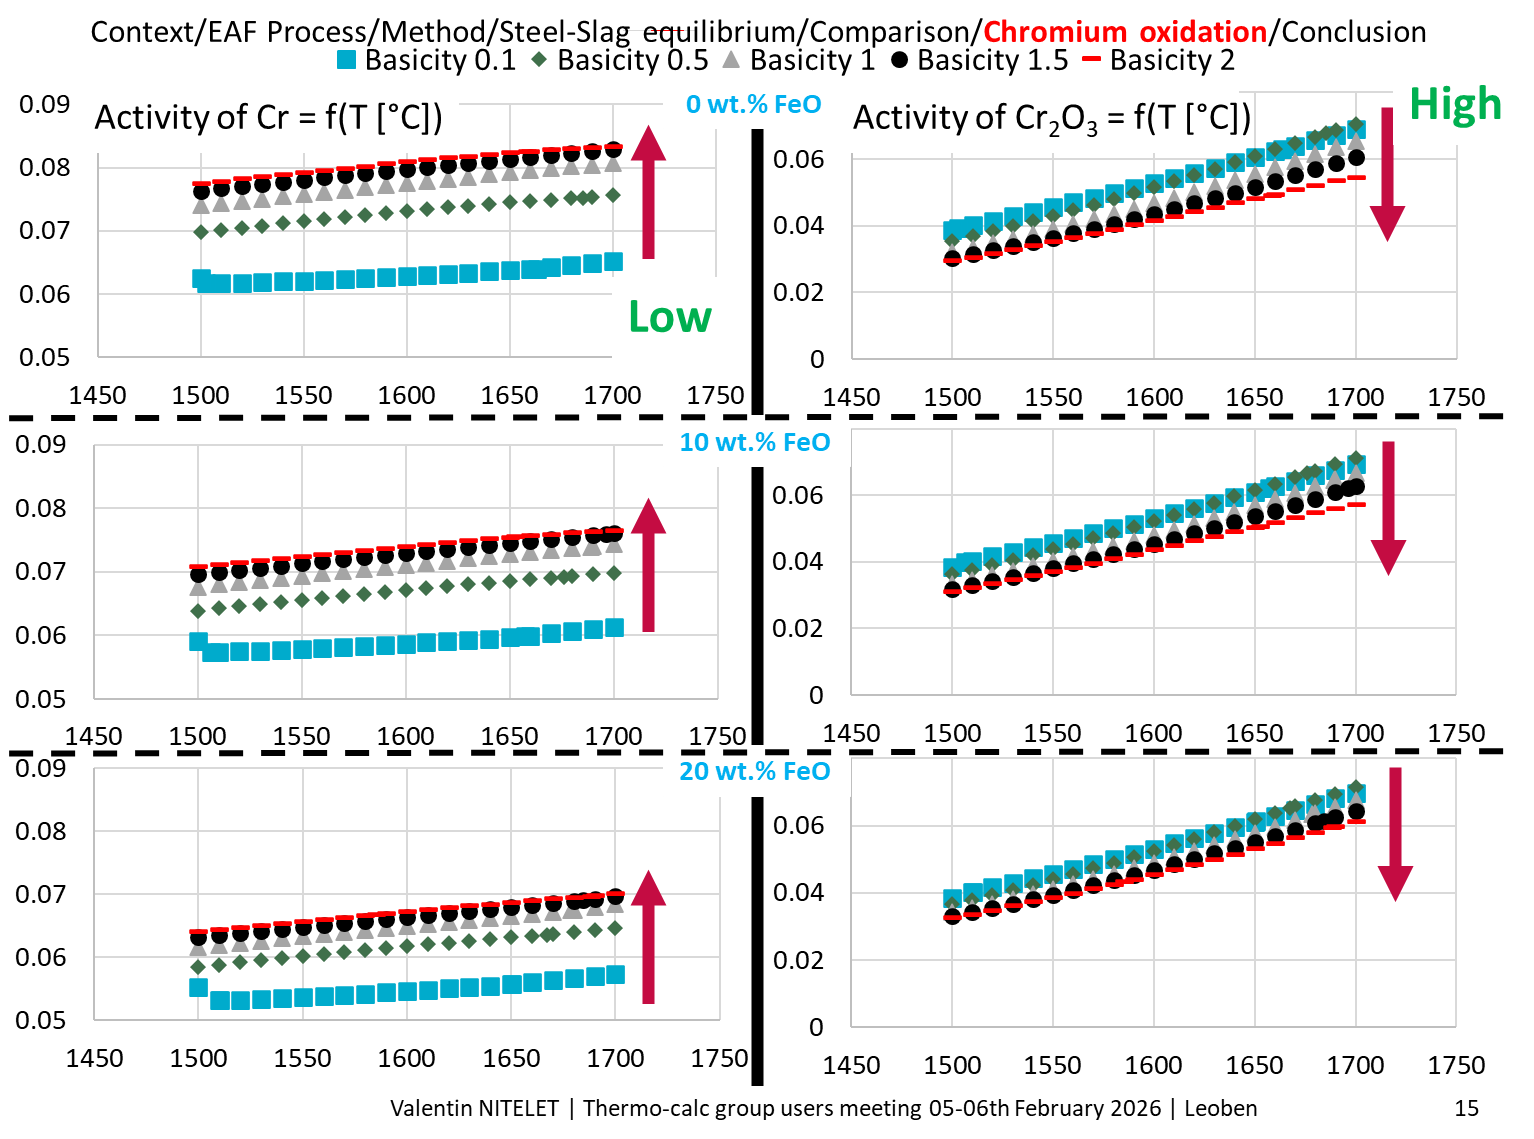 Context/EAF Process/Method/Steel-Slag equilibrium/Comparison/Chromium oxidation/Conclusion
Basicity 0.1 Basicity 0.5 Basicity 1 Basicity 1.5 Basicity 2
Activity of Cr = f(T [°C])
0 wt.% FeO
0.09
0.08
0.07
0.06
0.05
1450 1500 1550 1600 1650 1700 1750
Low
Activity of Cr2O3 = f(T [°C])
High
0.06
0.04
0.02
0
1450 1500 1550 1600 1650 1700 1750
10 wt.% FeO
0.09
0.08
0.07
0.06
0.05
1450 1500 1550 1600 1650 1700 1750
0.06
0.04
0.02
0
1450 1500 1550 1600 1650 1700 1750
20 wt.% FeO
0.09
0.08
0.07
0.06
0.05
1450 1500 1550 1600 1650 1700 1750
0.06
0.04
0.02
0
1450 1500 1550 1600 1650 1700 1750
Valentin NITELET | Thermo-calc group users meeting 05-06th February 2026 | Leoben
15